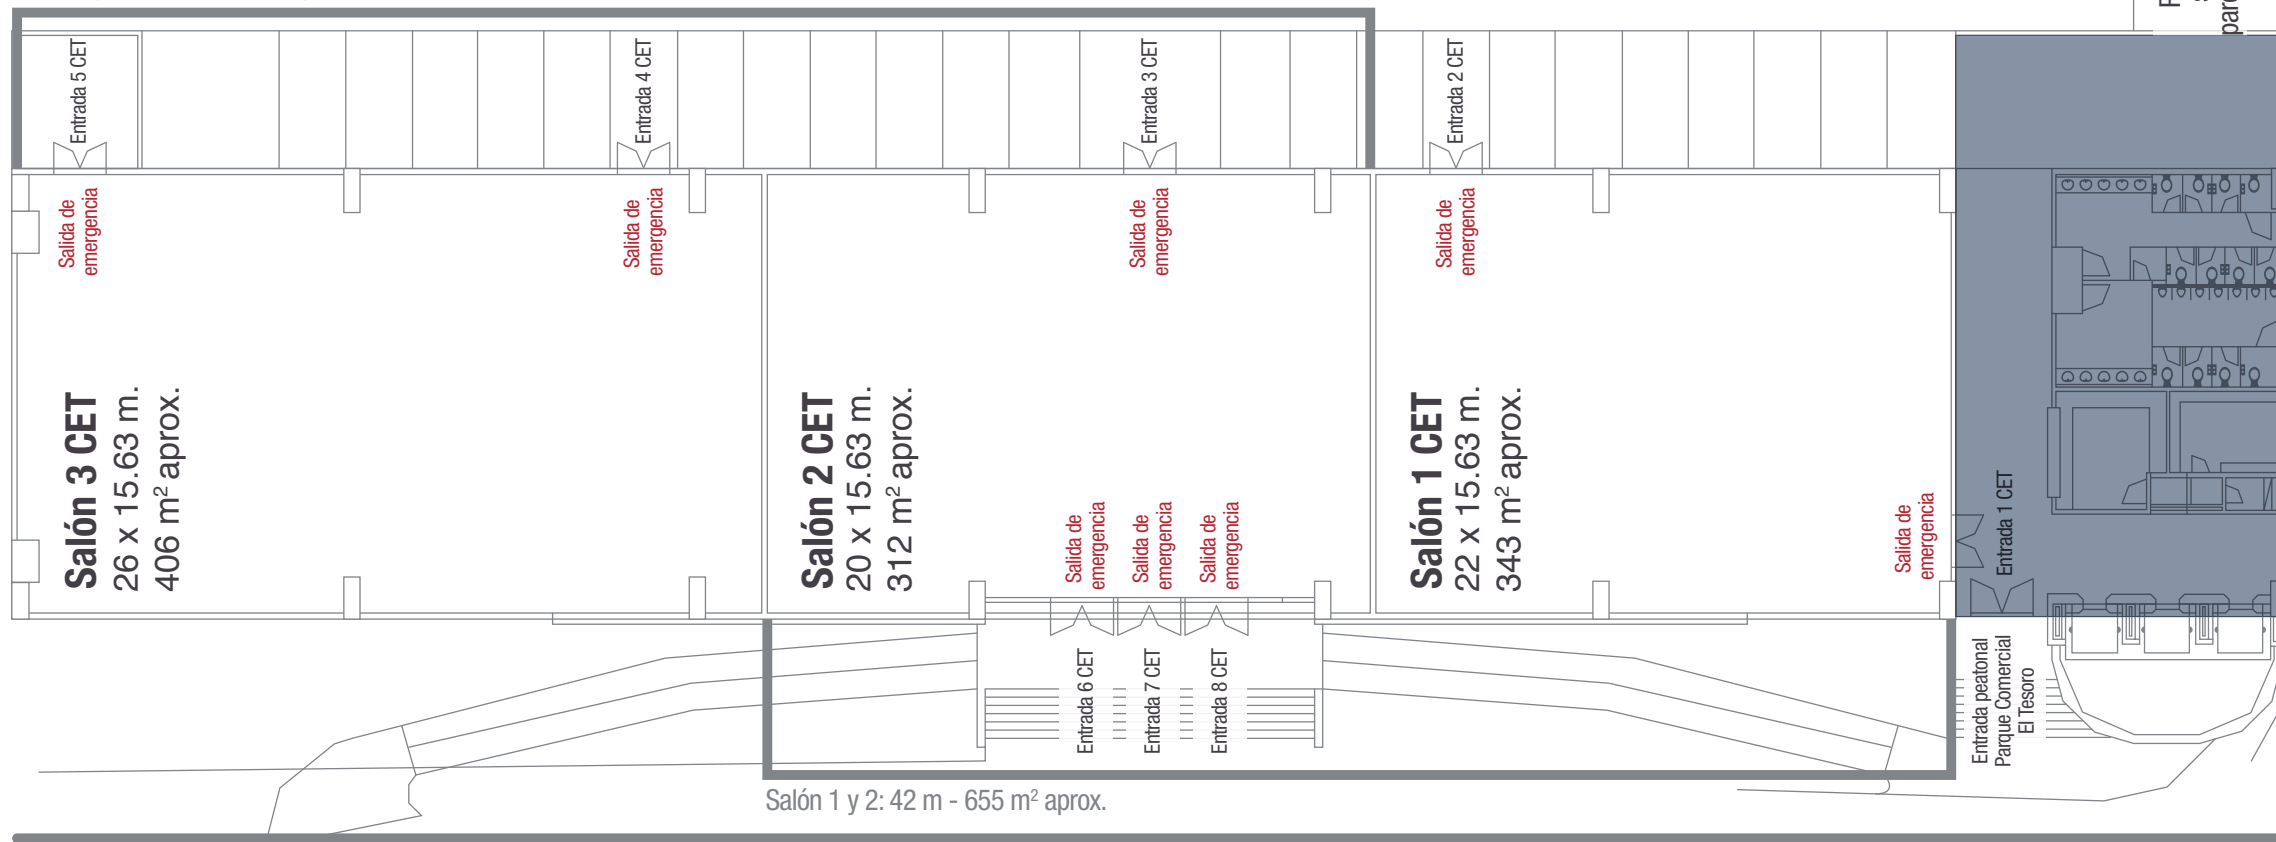 Entrada 5 CET
Entrada 4 CET
Entrada 3 CET
Entrada 2 CET
Salida de
emergencia
Salida de
emergencia
Salida de
emergencia
Salida de
emergencia
Salón 3 CET
26 x 15.63 m.
406 m² aprox.
Salón 2 CET
20 x 15.63 m.
312 m² aprox.
Salón 1 CET
22 x 15.63 m.
343 m² aprox.
Salida de
emergencia
Salida de
emergencia
Salida de
emergencia
Salida de
emergencia
Entrada 1 CET
Entrada 6 CET
Entrada 7 CET
Entrada 8 CET
Entrada peatonal
Parque Comercial
El Tesoro
Salón 1 y 2: 42 m - 655 m² aprox.